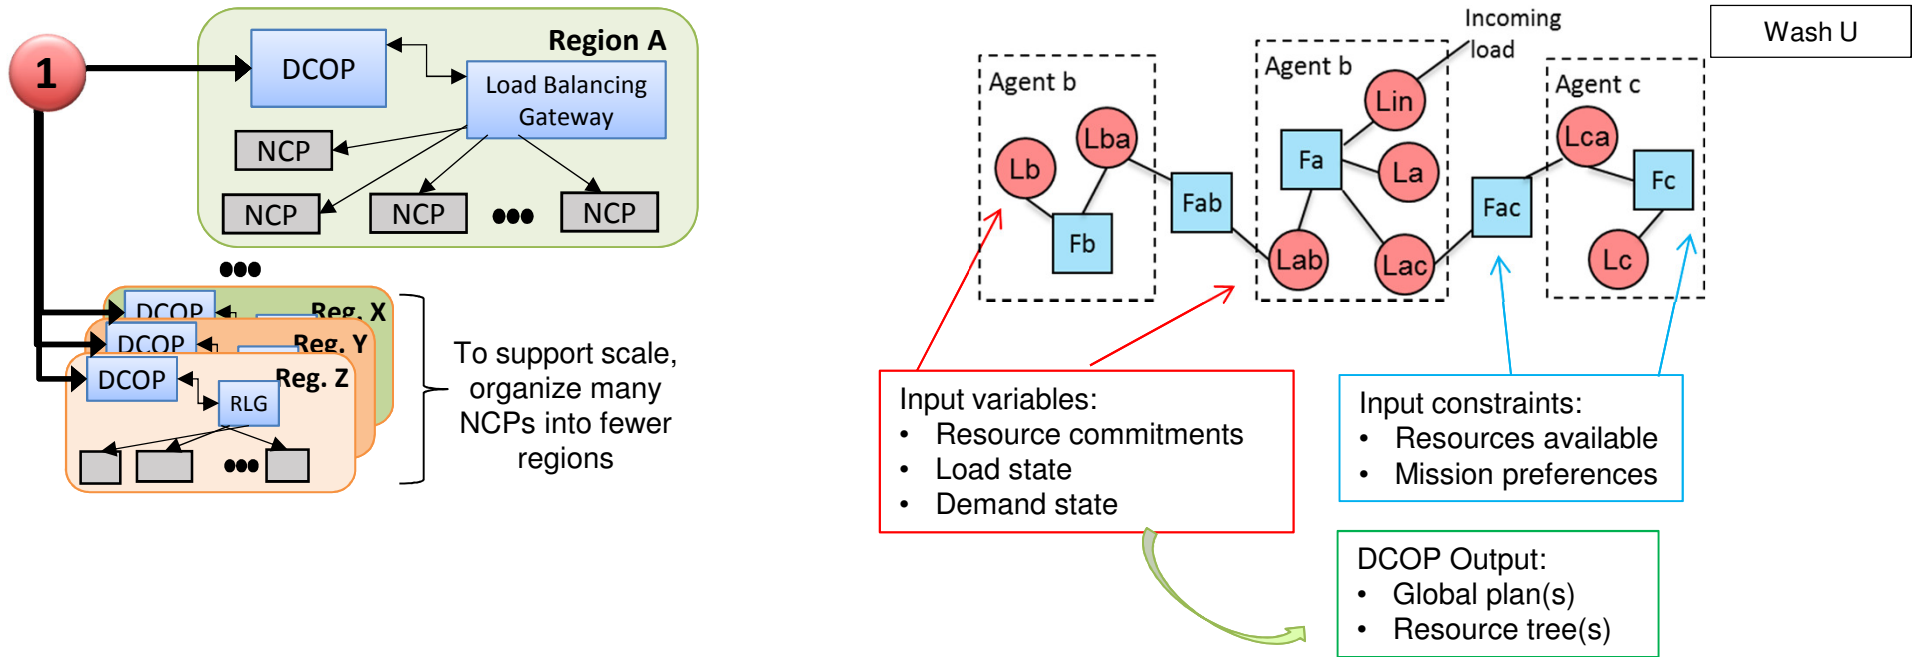 1
Region A
DCOP
Load Balancing
Gateway
NCP
NCP
NCP
NCP
DCOP
Reg. X
DCOP
Reg. Y
DCOP
Reg. Z
RLG
To support scale,
organize many
NCPs into fewer
regions
Incoming
load
Wash U
Agent b
Lb
Lba
Fb
Fab
Agent b
Lin
Fa
La
Lab
Lac
Fac
Agent c
Lca
Fc
Lc
Input variables:
• Resource commitments
• Load state
• Demand state
Input constraints:
• Resources available
• Mission preferences
DCOP Output:
• Global plan(s)
• Resource tree(s)